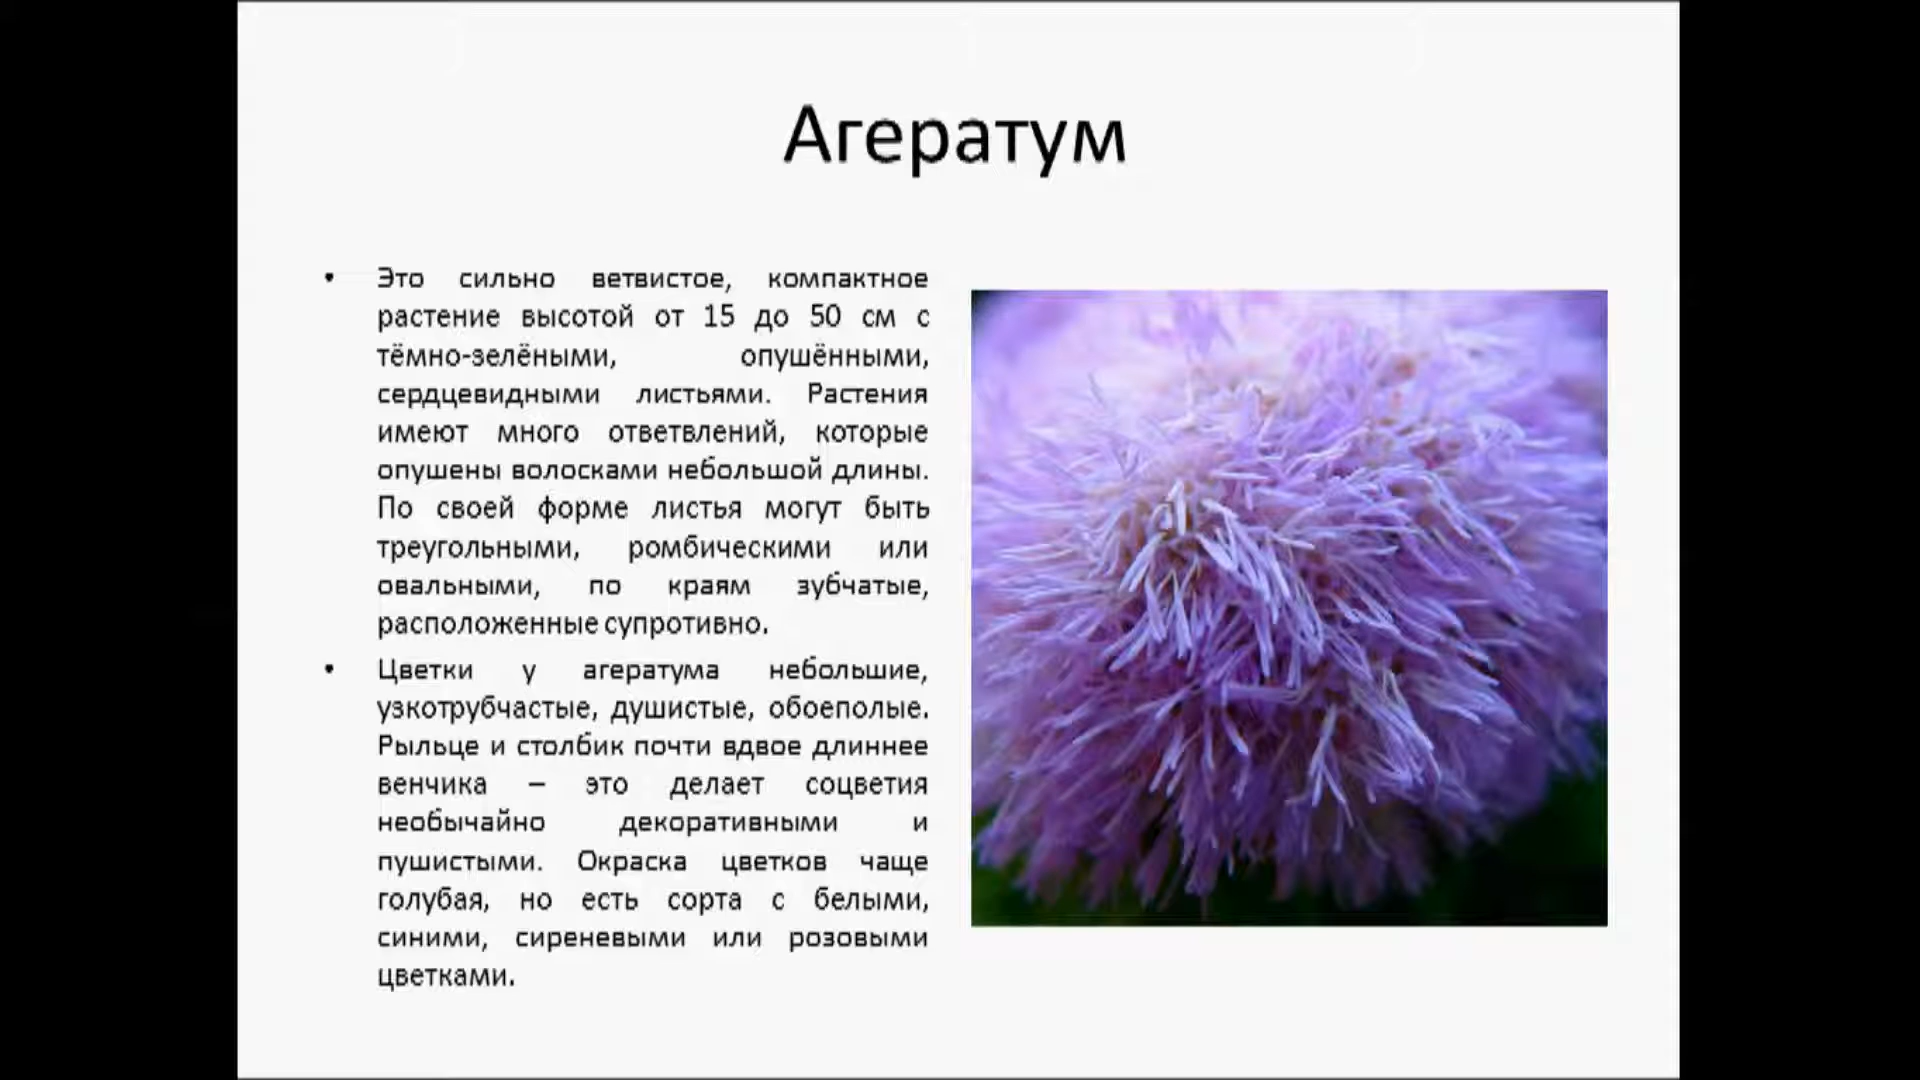 Агератум
• Это сильно ветвистое, компактное
растение высотой от 15 до 50 см с
тёмно-зелёными, опушёнными,
сердцевидными листьями. Растения
имеют много ответвлений, которые
опушены волосками небольшой длины.
По своей форме листья могут быть
треугольными, ромбическими или
овальными, по краям зубчатые,
расположенные супротивно.
• Цветки у агератума небольшие,
узкотрубчастые, душистые, обоеполые.
Рыльце и столбик почти вдвое длиннее
венчика – это делает соцветия
необычайно декоративными и
пушистыми. Окраска цветков чаще
голубая, но есть сорта с белыми,
синими, сиреневыми или розовыми
цветками.